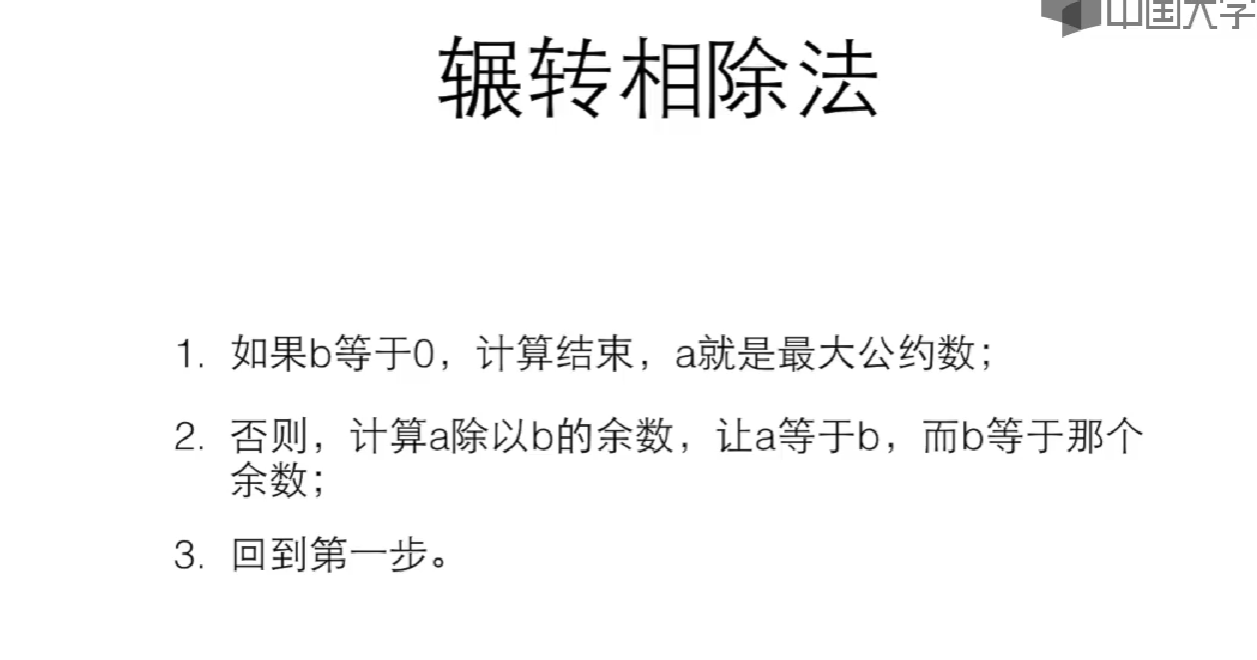 中国大学
辗转相除法
1. 如果b等于0，计算结束，a就是最大公约数；
2. 否则，计算a除以b的余数，让a等于b，而b等于那个
余数；
3. 回到第一步。